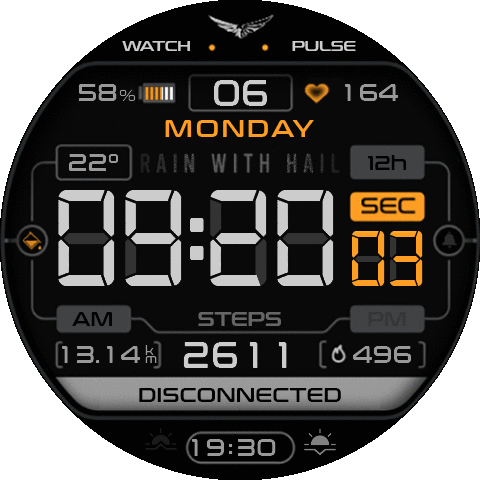 WATCH PULSE
58% 06 164
MONDAY
22° RAIN WITH HAIL 12h
09:20 SEC 03
AM STEPS PM
13.14 km 2611 496
DISCONNECTED
19:30